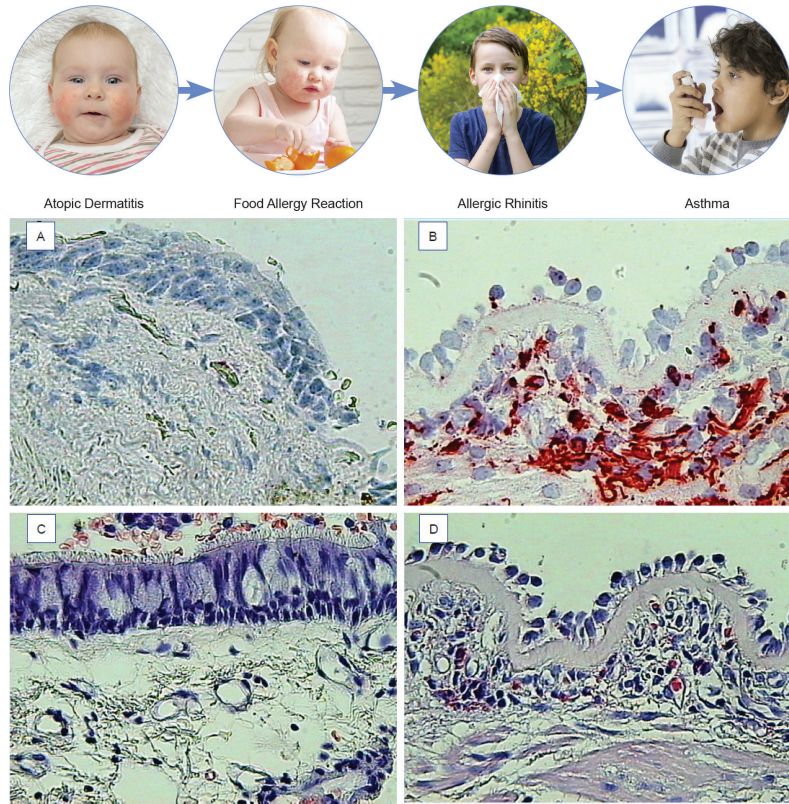 Atopic Dermatitis
Food Allergy Reaction
Allergic Rhinitis
Asthma
A
B
C
D